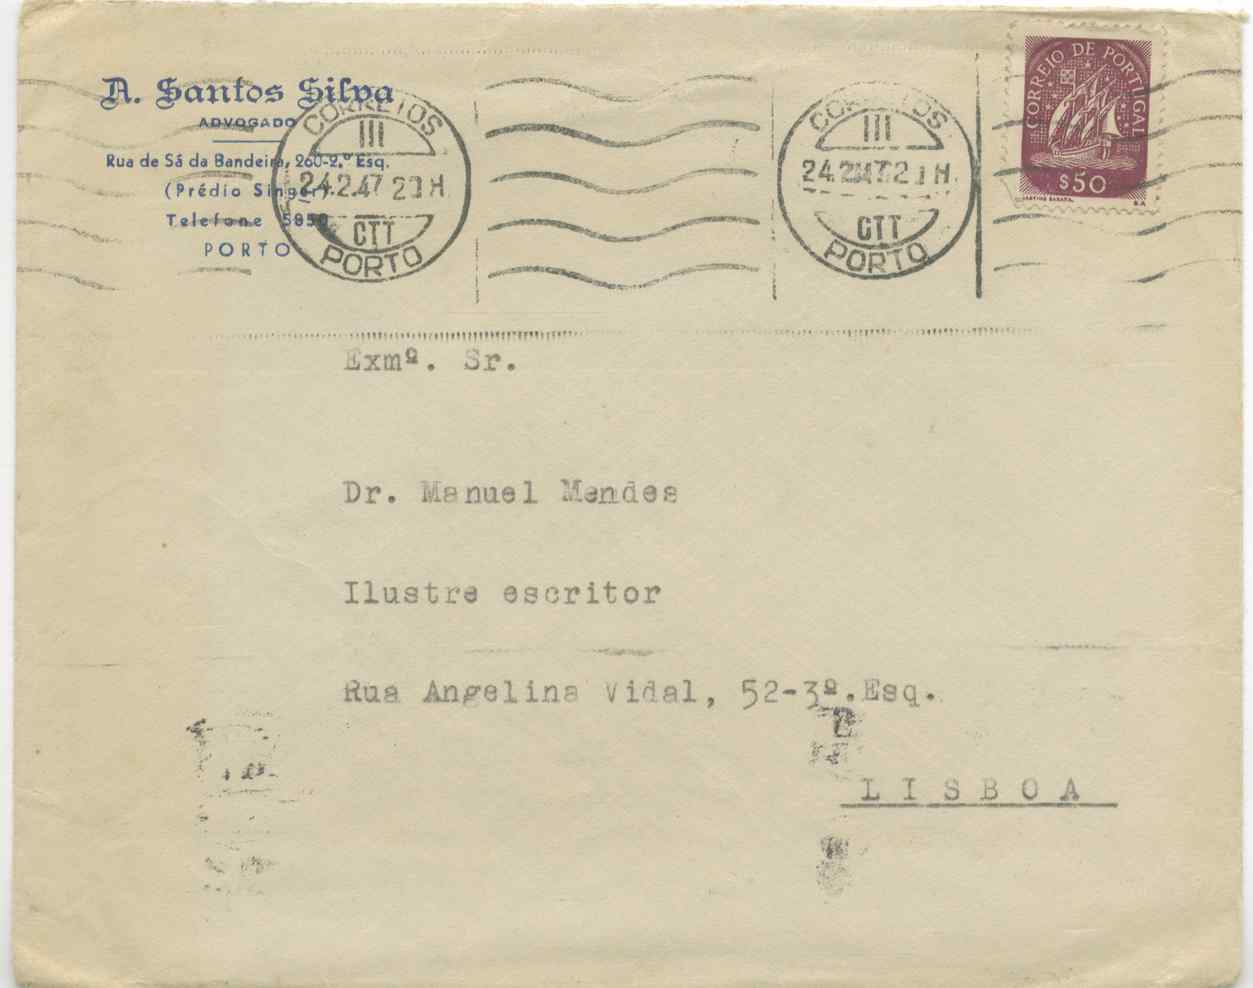 A. Santos Silva
ADVOGADO
Rua de Sá da Bandeira, 260-2.º Esq.
(Prédio Singer)
Telefone 5850
PORTO
CORREIOS
III
24.2.47 20 H
CTT
PORTO
CORREIOS
III
CTT
PORTO
CORREIO DE PORTUGAL
$50
Exmº. Sr.
Dr. Manuel Mendes
Ilustre escritor
Rua Angelina Vidal, 52-3º.Esq.
LISBOA